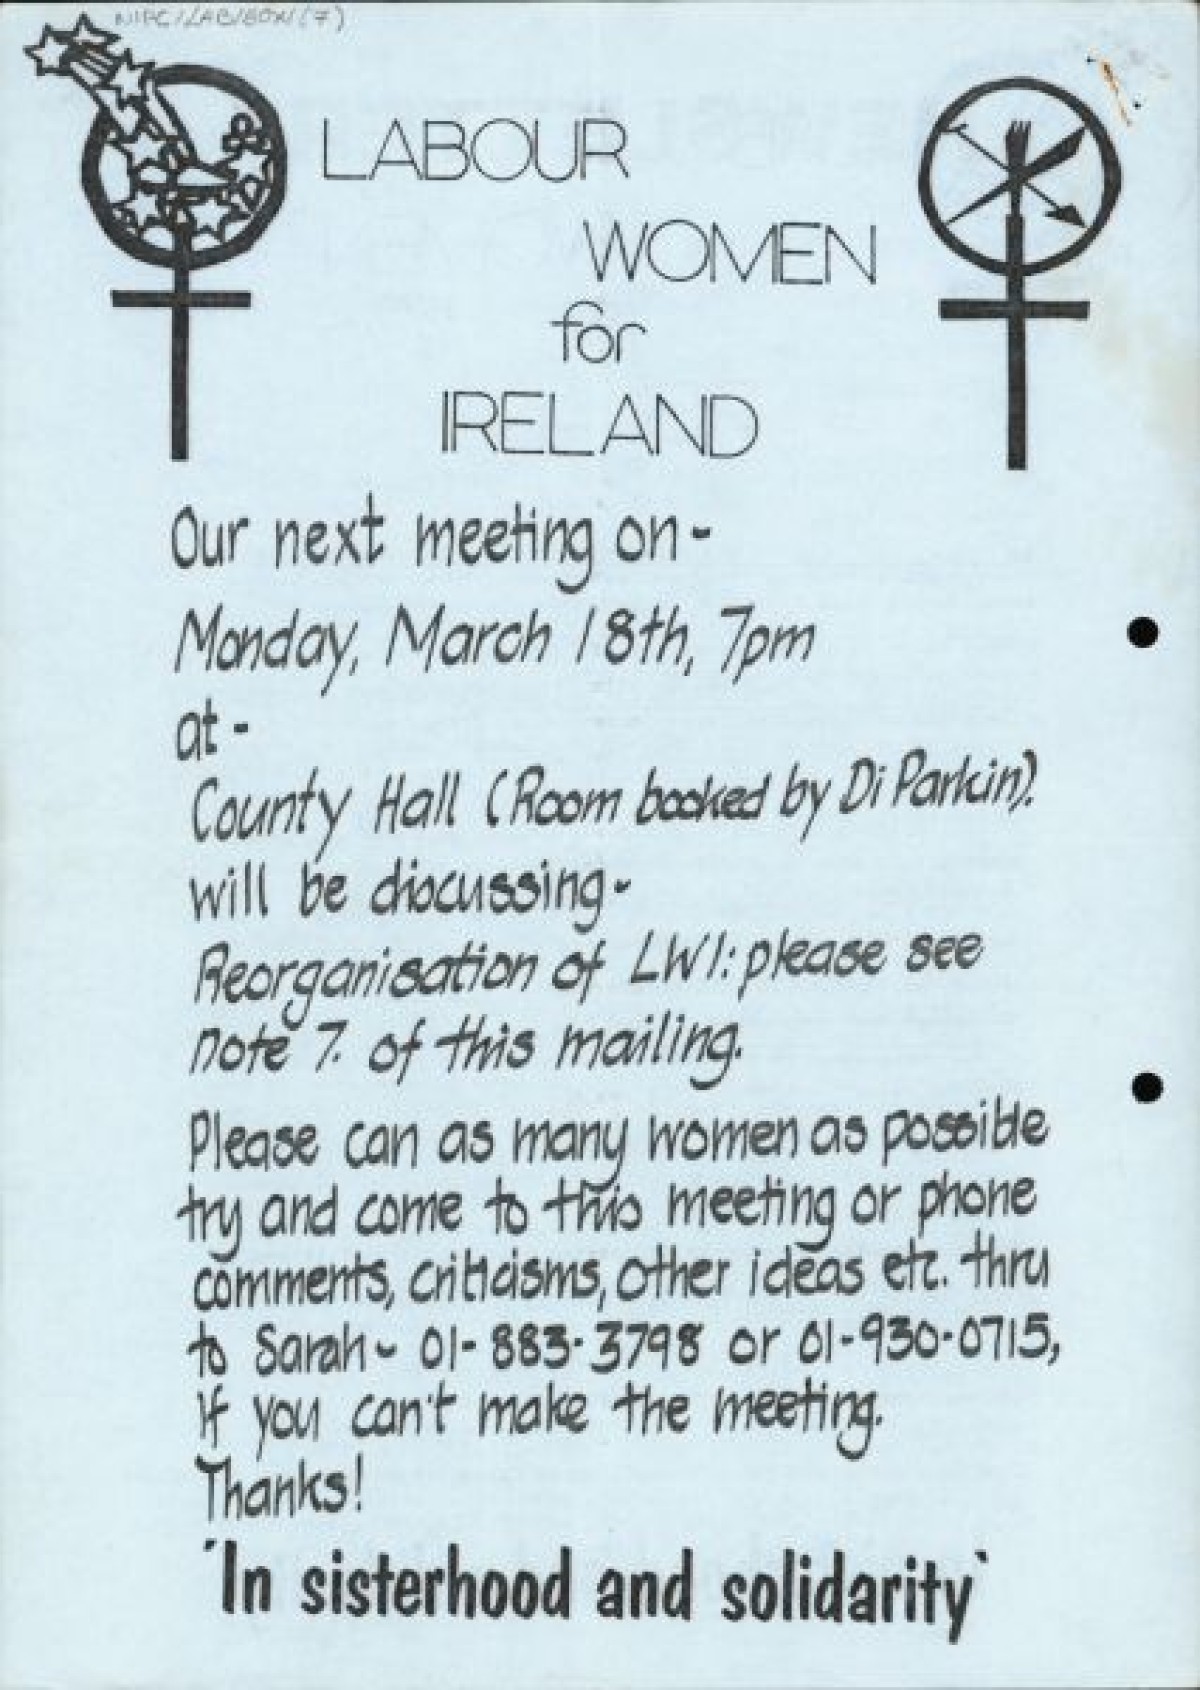 NIPC/LAB/BOX(7)
LABOUR
WOMEN
for
IRELAND
Our next meeting on -
Monday, March 18th, 7pm
at -
County Hall (Room booked by Di Parkin).
will be discussing -
Reorganisation of LWI: please see
note 7. of this mailing.
Please can as many women as possible
try and come to this meeting or phone
comments, criticisms, other ideas etc. thru
to Sarah - 01-883-3798 or 01-930-0715,
If you can't make the meeting.
Thanks!
'In sisterhood and solidarity'